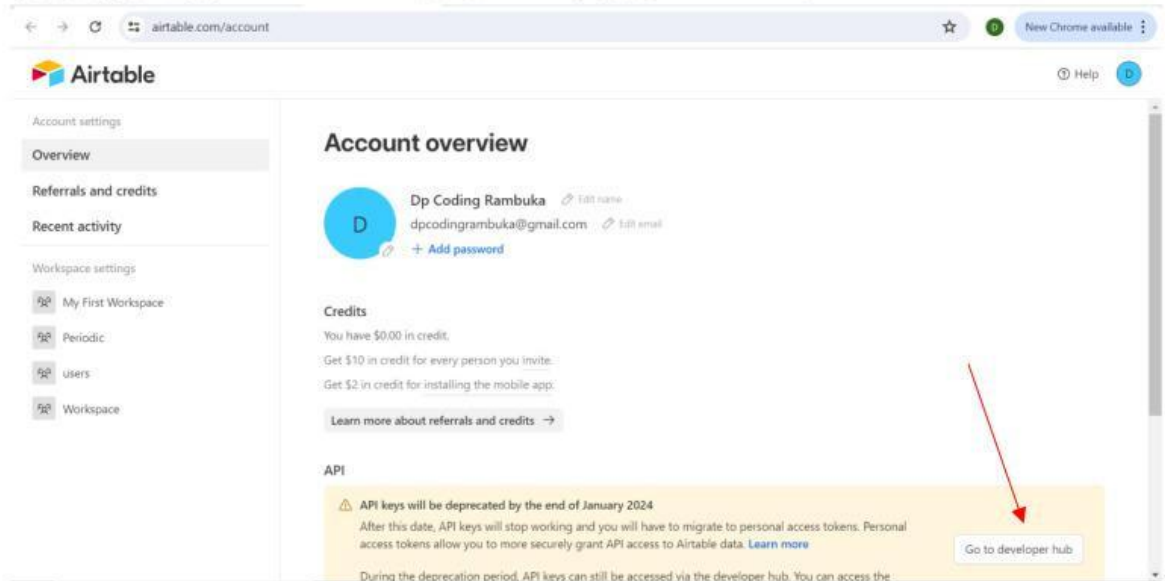 airtable.com/account
D
New Chrome available
Airtable
Help
D
Account settings
Overview
Referrals and credits
Recent activity
Workspace settings
My First Workspace
Periodic
users
Workspace
Account overview
D
Dp Coding Rambuka Edit name
dpcodingrambuka@gmail.com Edit email
+ Add password
Credits
You have $0.00 in credit.
Get $10 in credit for every person you invite.
Get $2 in credit for installing the mobile app.
Learn more about referrals and credits →
API
API keys will be deprecated by the end of January 2024
After this date, API keys will stop working and you will have to migrate to personal access tokens. Personal
access tokens allow you to more securely grant API access to Airtable data. Learn more
Go to developer hub
During the deprecation period, API keys can still be accessed via the developer hub. You can access the